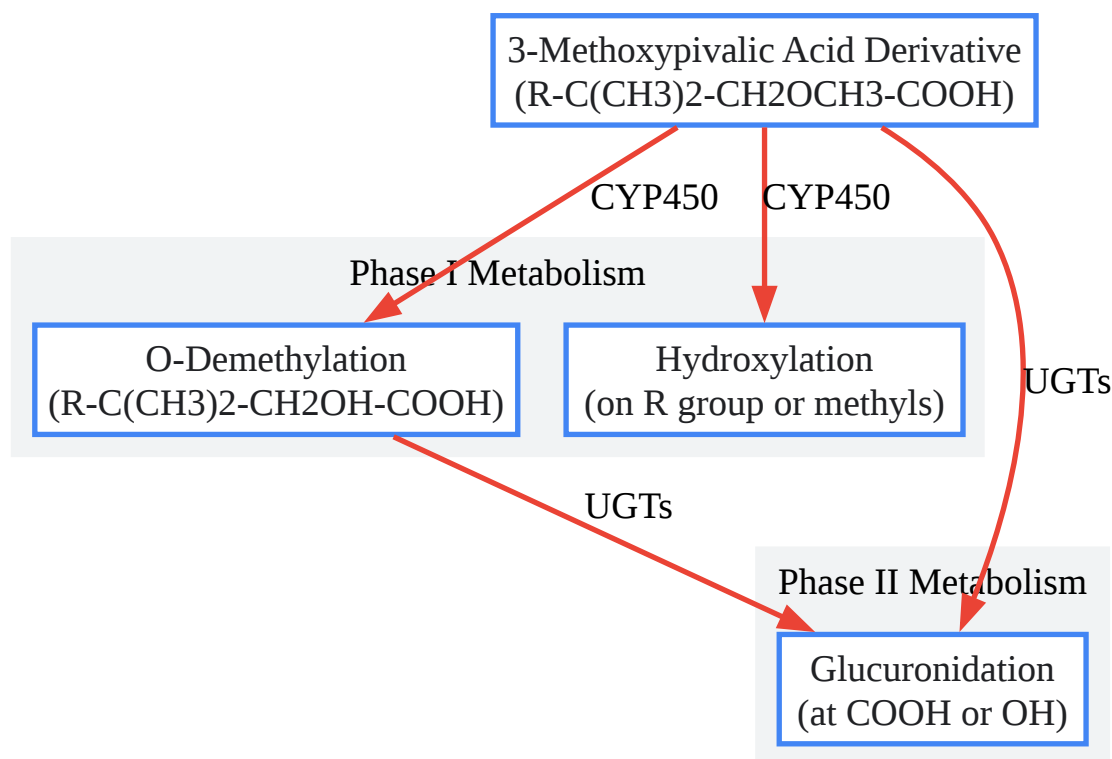 3-Methoxypivalic Acid Derivative
(R-C(CH3)2-CH2OCH3-COOH)
CYP450
CYP450
Phase I Metabolism
O-Demethylation
(R-C(CH3)2-CH2OH-COOH)
Hydroxylation
(on R group or methyls)
UGTs
UGTs
Phase II Metabolism
Glucuronidation
(at COOH or OH)